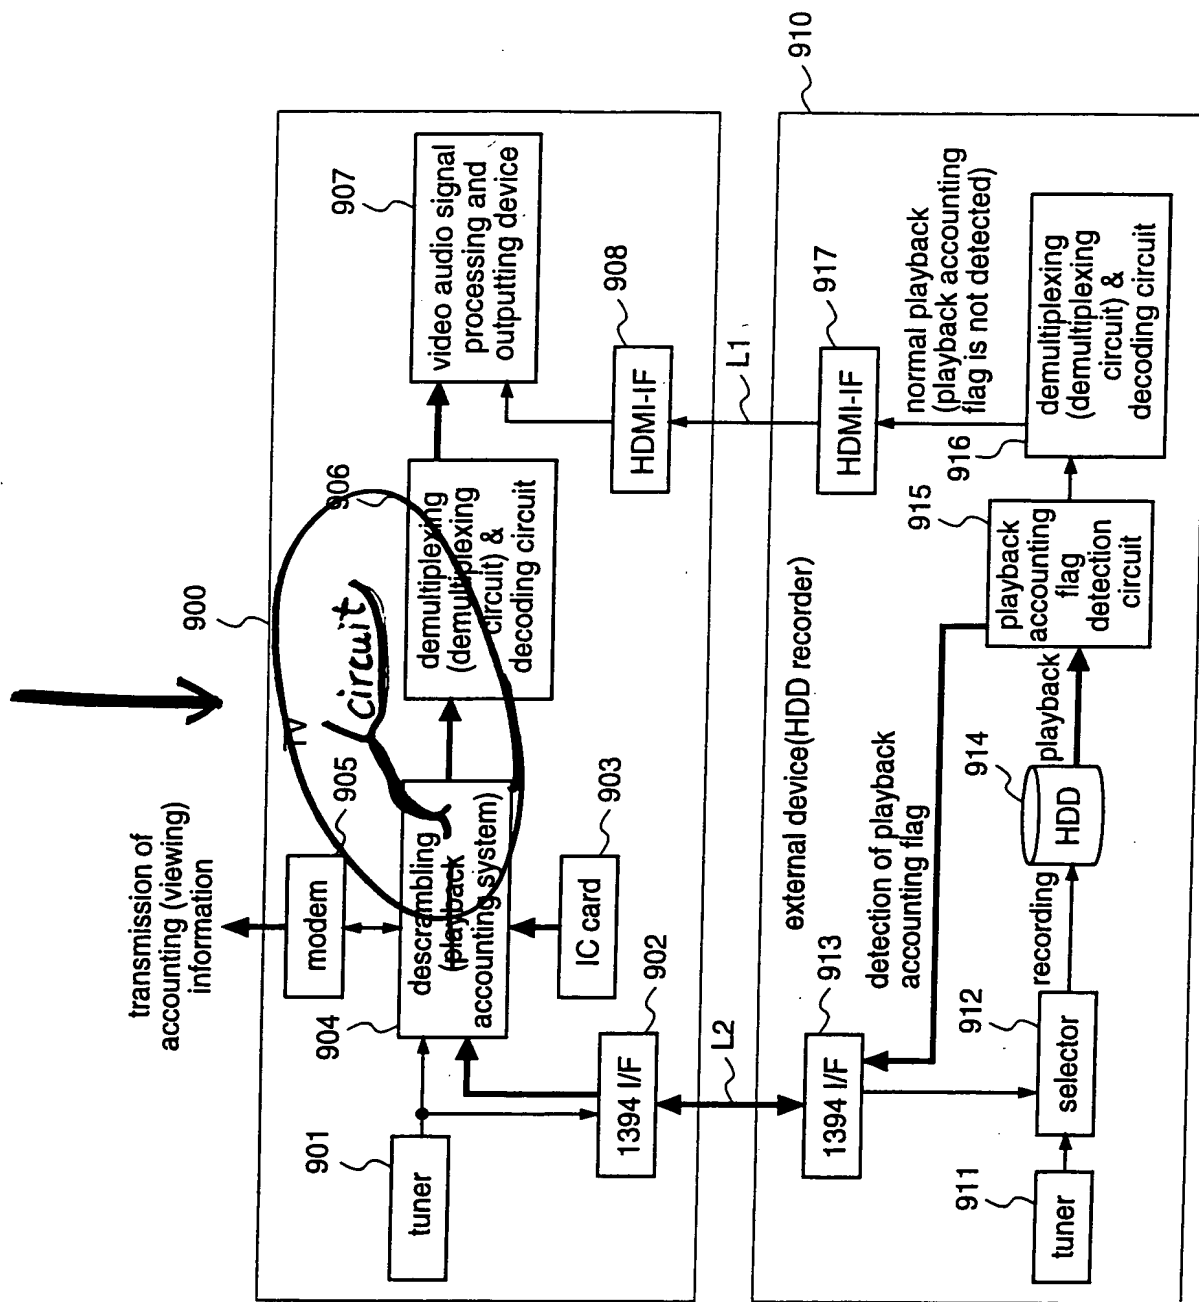 transmission of
accounting (viewing)
information
900
TV
901
tuner
904
descrambling
(playback
accounting system)
905
modem
circuit
903
IC card
902
1394 I/F
906
demultiplexing
(demultiplexing
circuit) &
decoding circuit
907
video audio signal
processing and
outputting device
908
HDMI-IF
L2
L1
910
external device(HDD recorder)
913
1394 I/F
detection of playback
accounting flag
911
tuner
912
selector
recording
914
HDD
playback
915
playback
accounting
flag
detection
circuit
916
demultiplexing
(demultiplexing
circuit) &
decoding circuit
917
HDMI-IF
normal playback
(playback accounting
flag is not detected)